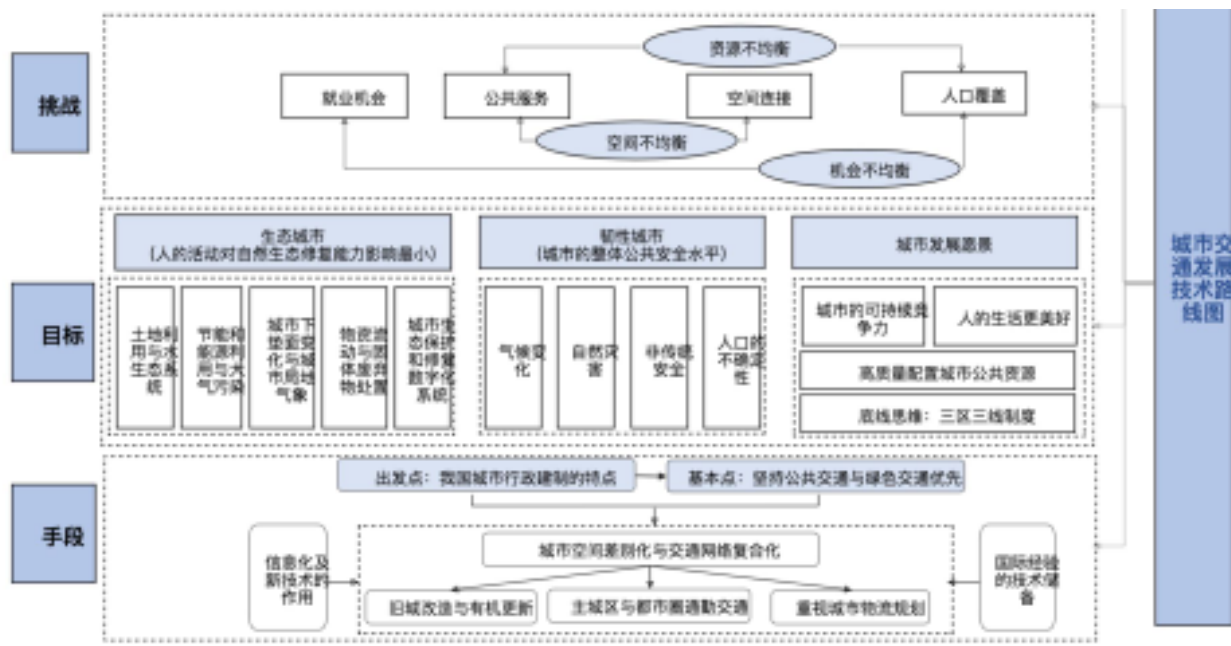 资源不均衡
挑战
就业机会
公共服务
空间连接
人口覆盖
空间不均衡
机会不均衡
生态城市
(人的活动对自然生态修复能力影响最小)
韧性城市
(城市的整体公共安全水平)
城市发展愿景
目标
土地利
用与水
生态系
统
节能和
能源利
用与大
气污染
城市下
垫面变
化与城
市局地
气象
物资流
动与固
体废弃
物处置
城市生
态保护
和修复
数字化
系统
气候变
化
自然灾
害
非传统
安全
人口的
不确定
性
城市的可持续竞
争力
人的生活更美好
高质量配置城市公共资源
底线思维：三区三线制度
手段
出发点：我国城市行政建制的特点
基本点：坚持公共交通与绿色交通优先
信息化及
新技术的
作用
城市空间差别化与交通网络复合化
旧城改造与有机更新
主城区与都市圈通勤交通
重视城市物流规划
国际经验
的技术储
备
城市交
通发展
技术路
线图